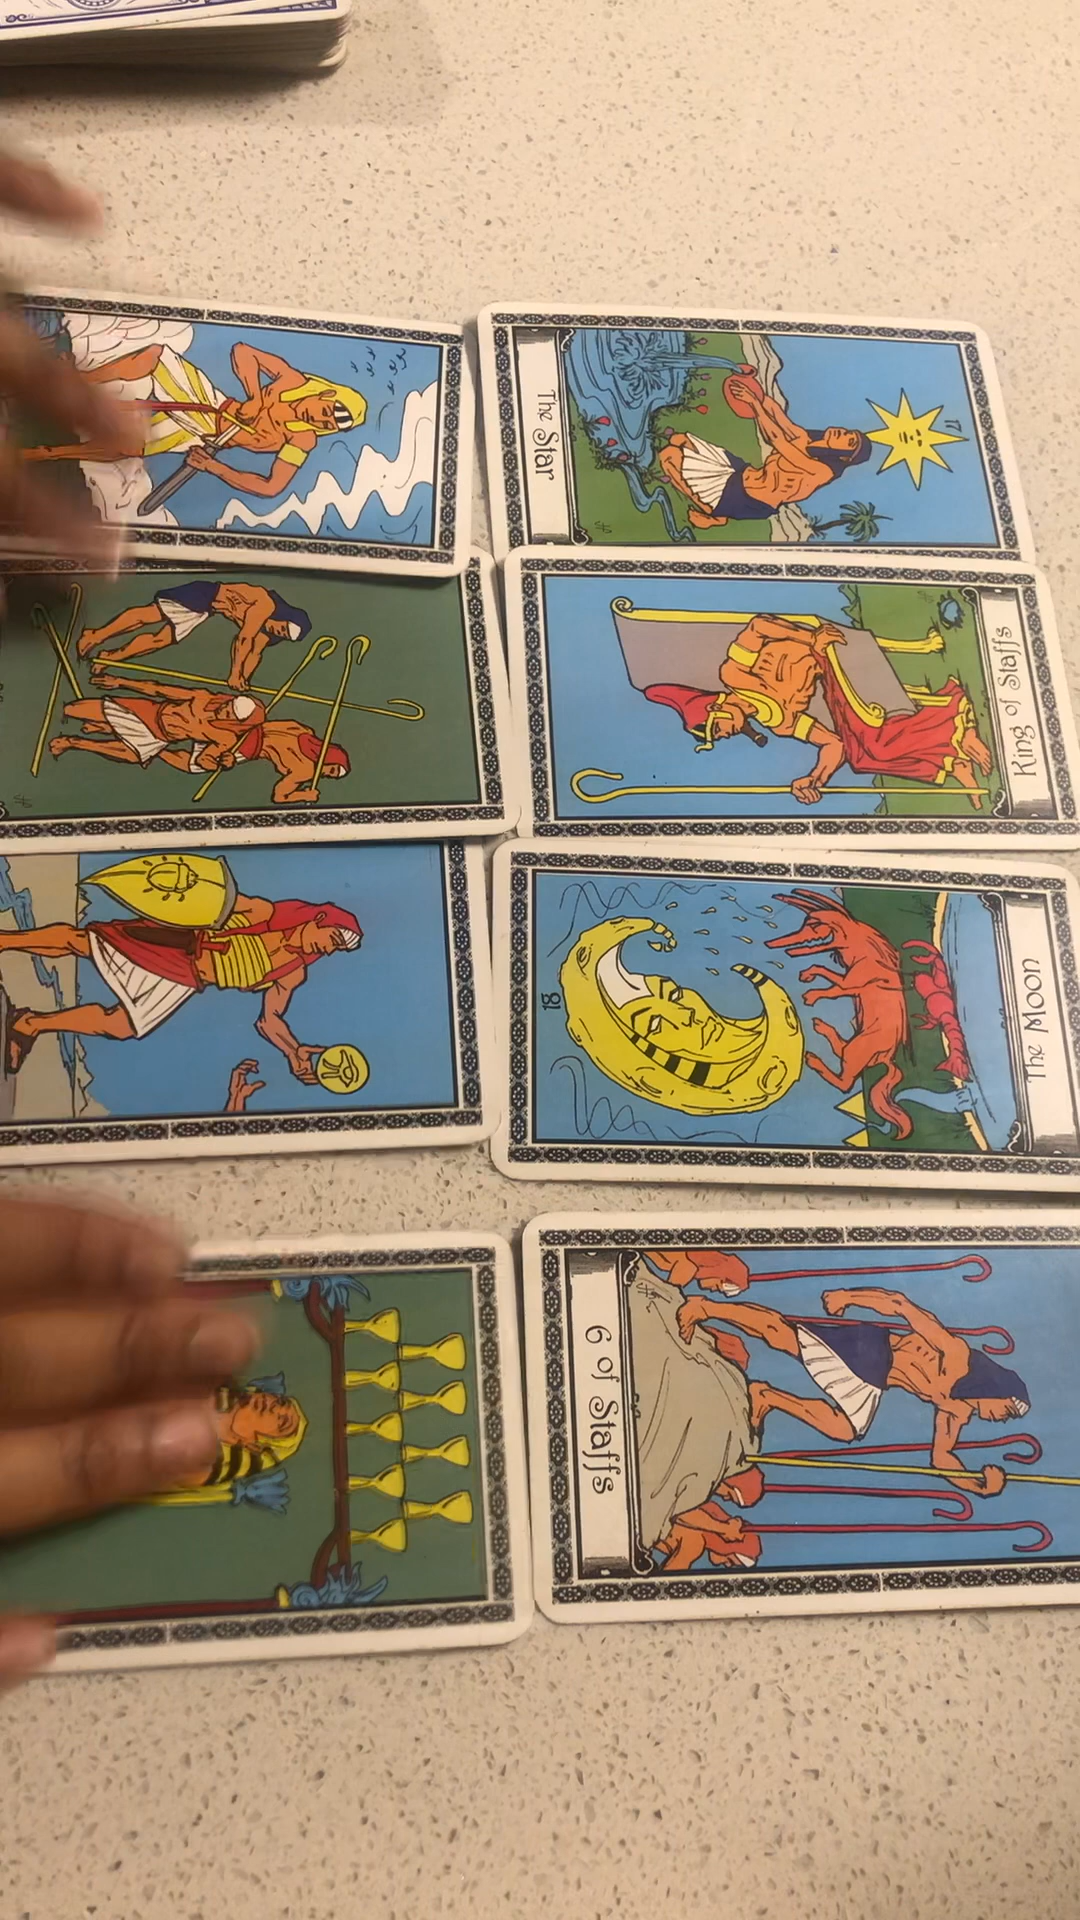 17
The Star
King of Staffs
18
The Moon
6 of Staffs